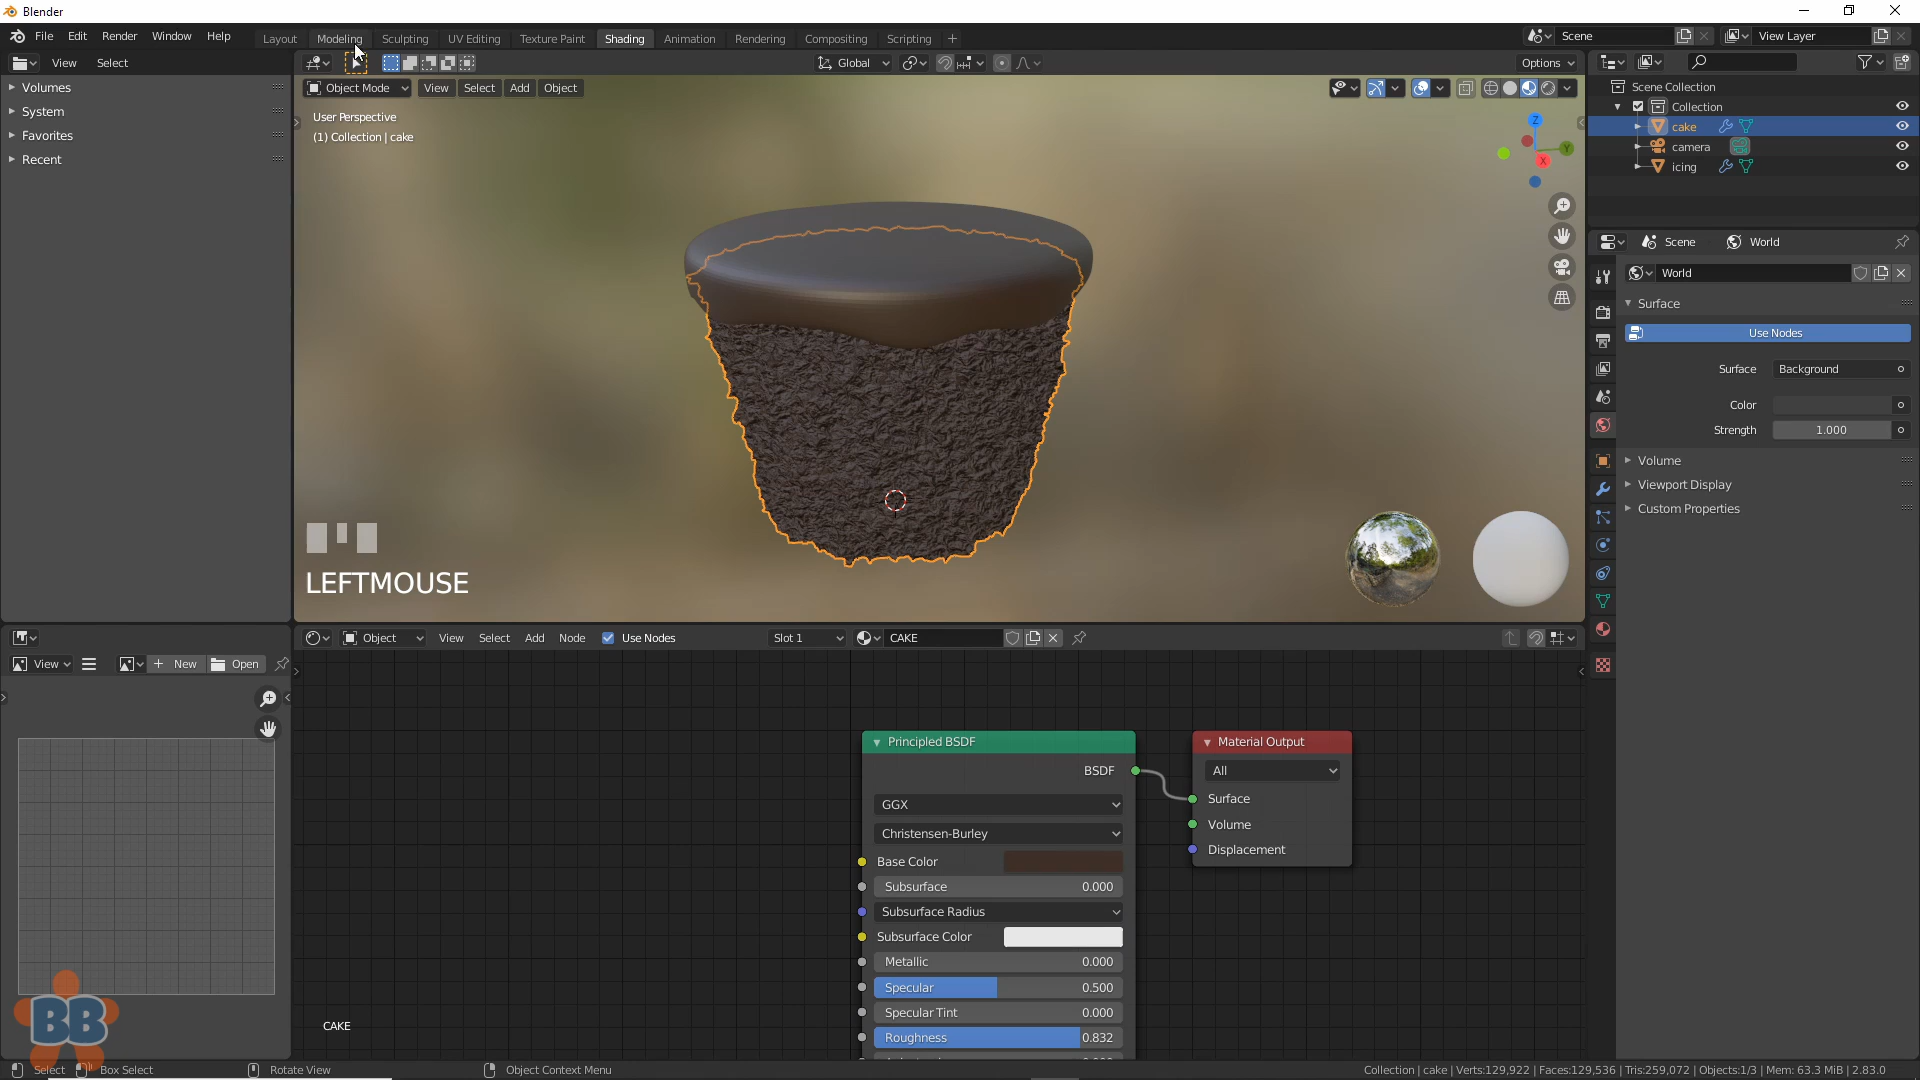 Blender
File Edit Render Window Help Layout Modeling Sculpting UV Editing Texture Paint Shading Animation Rendering Compositing Scripting + Scene View Layer
View Select Global Options
Object Mode View Select Add Object
Volumes
System
Favorites
Recent
User Perspective
(1) Collection | cake
Z
Y
X
LEFTMOUSE
Scene Collection
Collection
cake
camera
icing
Scene World
World
Surface
Use Nodes
Surface Background
Color
Strength 1.000
Volume
Viewport Display
Custom Properties
Object View Select Add Node Use Nodes Slot 1 CAKE
View + New Open
Principled BSDF
BSDF
GGX
Christensen-Burley
Base Color
Subsurface 0.000
Subsurface Radius
Subsurface Color
Metallic 0.000
Specular 0.500
Specular Tint 0.000
Roughness 0.832
Material Output
All
Surface
Volume
Displacement
BB
CAKE
Select Box Select Rotate View Object Context Menu Collection | cake | Verts:129,922 | Faces:129,536 | Tris:259,072 | Objects:1/3 | Mem: 63.3 MiB | 2.83.0